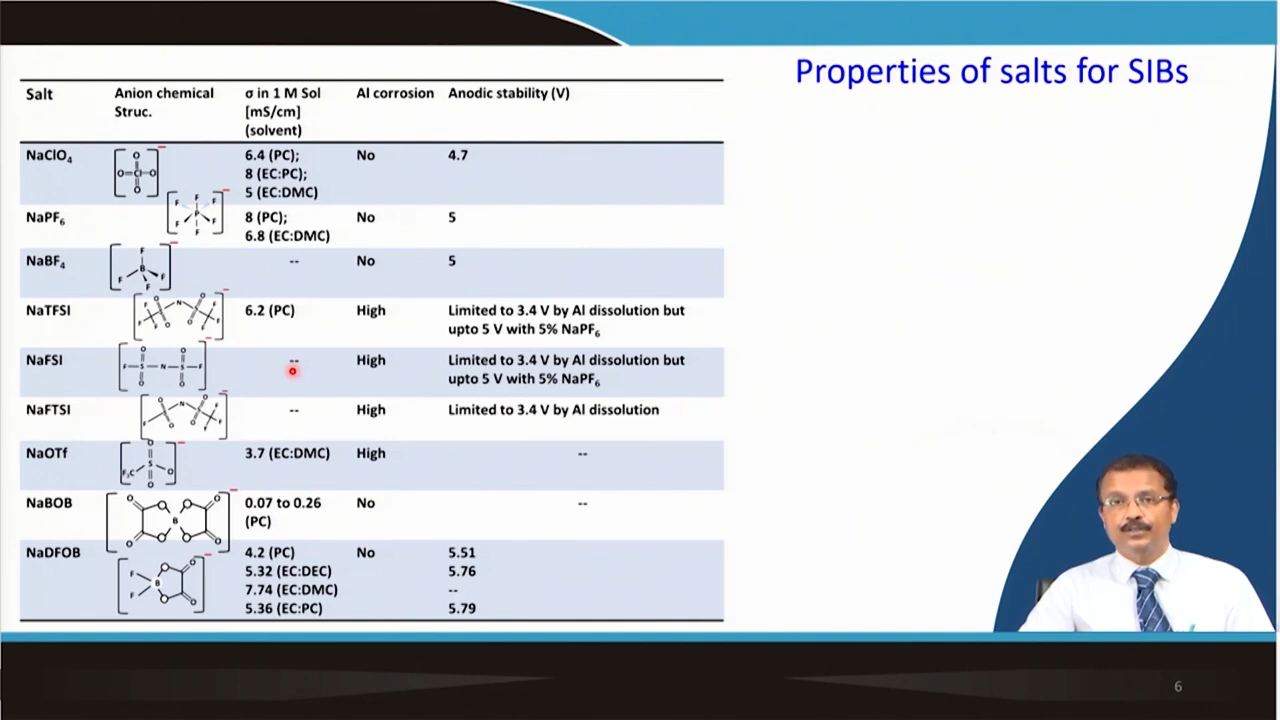 Properties of salts for SIBs
Salt Anion chemical Struc. σ in 1 M Sol [mS/cm] (solvent) Al corrosion Anodic stability (V)
NaClO₄ 6.4 (PC); 8 (EC:PC); 5 (EC:DMC) No 4.7
NaPF₆ 8 (PC); 6.8 (EC:DMC) No 5
NaBF₄ -- No 5
NaTFSI 6.2 (PC) High Limited to 3.4 V by Al dissolution but upto 5 V with 5% NaPF₆
NaFSI -- High Limited to 3.4 V by Al dissolution but upto 5 V with 5% NaPF₆
NaFTSI -- High Limited to 3.4 V by Al dissolution
NaOTf 3.7 (EC:DMC) High --
NaBOB 0.07 to 0.26 (PC) No --
NaDFOB 4.2 (PC) No 5.51
5.32 (EC:DEC) 5.76
7.74 (EC:DMC) --
5.36 (EC:PC) 5.79
6